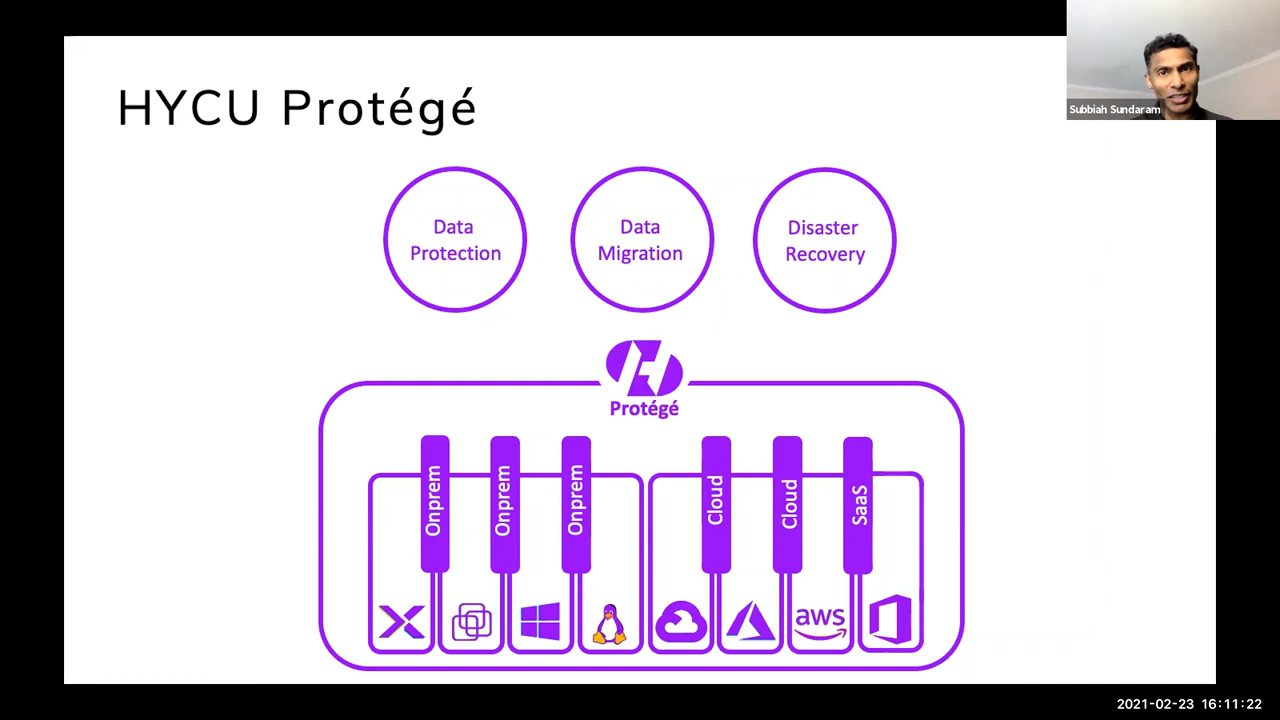 HYCU Protégé
Subbiah Sundaram
Data
Protection
Data
Migration
Disaster
Recovery
Protégé
Onprem
Onprem
Onprem
Cloud
Cloud
SaaS
aws
2021-02-23 16:11:22